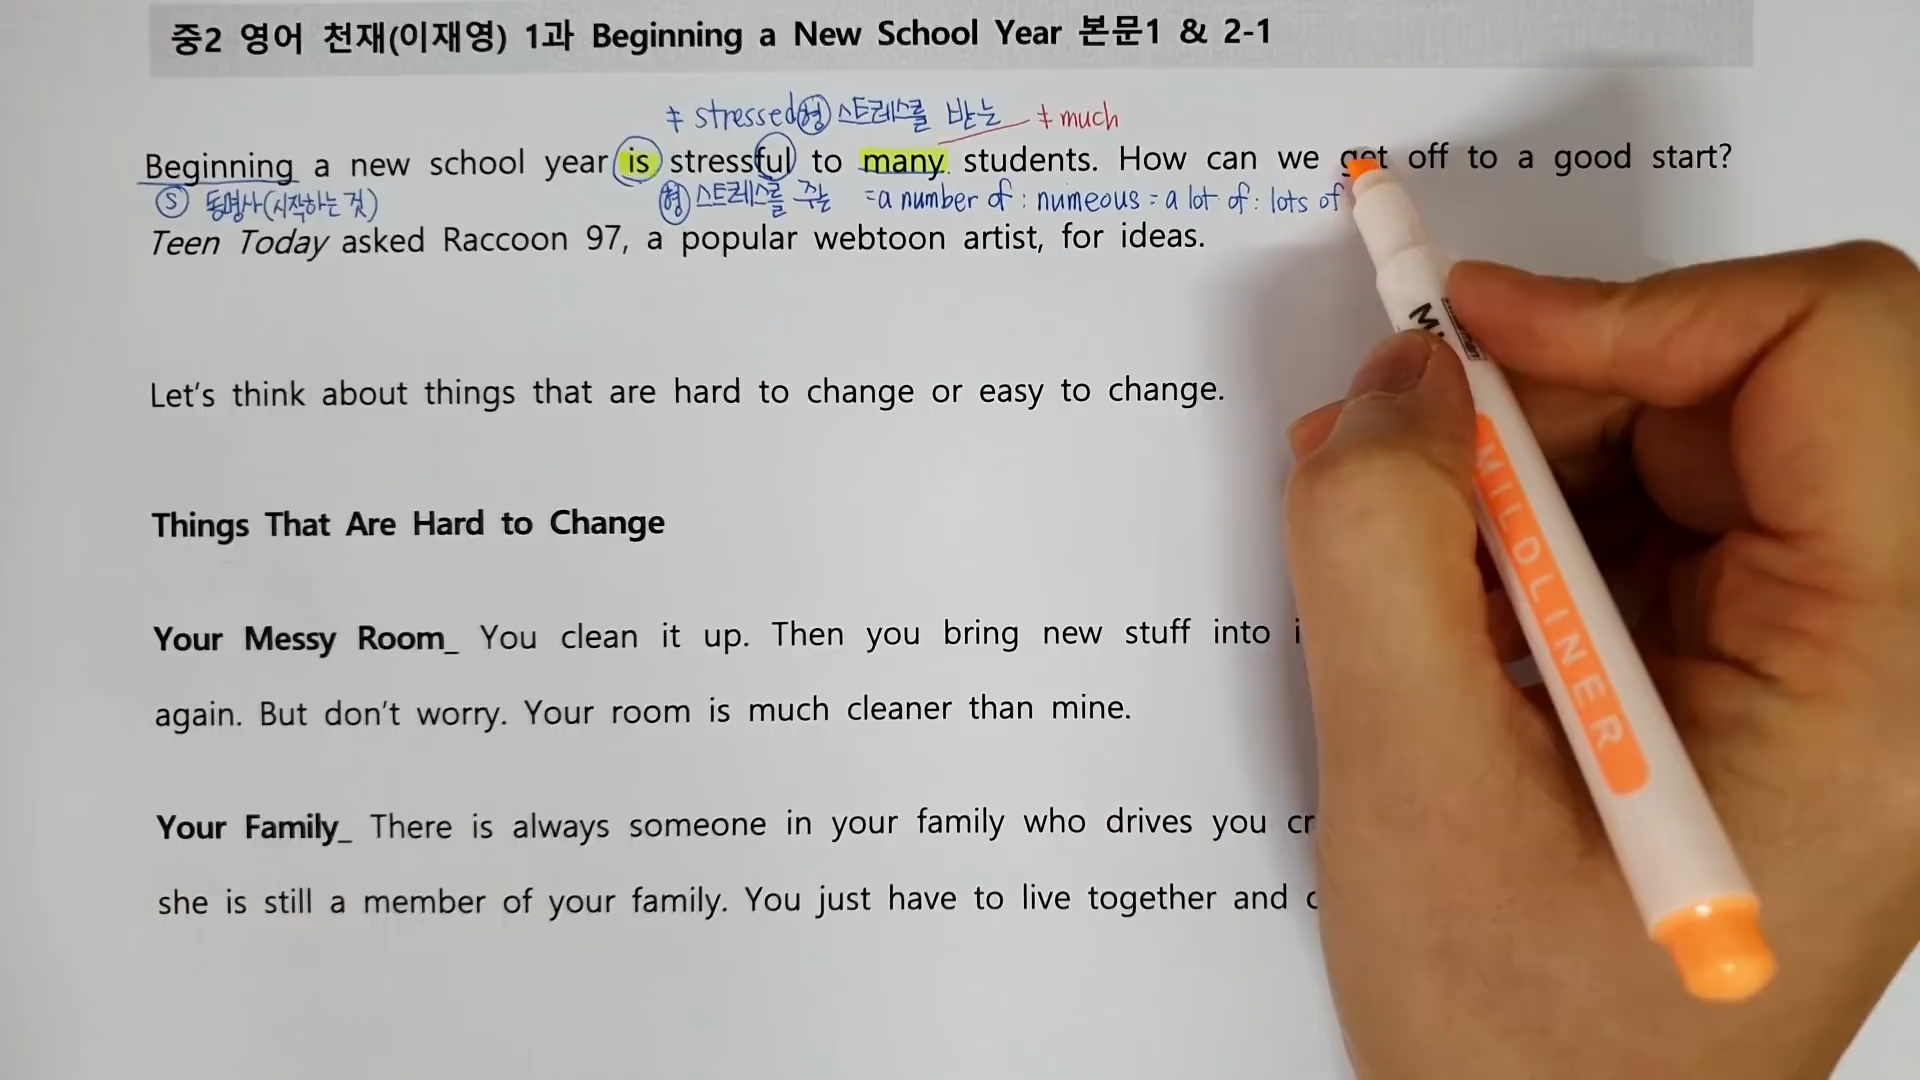 중2 영어 천재(이재영) 1과 Beginning a New School Year 본문1 & 2-1
≠ stressed 형 스트레스를 받는 ≠ much
Beginning a new school year is stressful to many students. How can we get off to a good start?
S 동명사(시작하는 것) 형 스트레스를 주는 =a number of : numeous = a lot of : lots of
Teen Today asked Raccoon 97, a popular webtoon artist, for ideas.
Let's think about things that are hard to change or easy to change.
Things That Are Hard to Change
Your Messy Room_ You clean it up. Then you bring new stuff into
again. But don't worry. Your room is much cleaner than mine.
Your Family_ There is always someone in your family who drives you
she is still a member of your family. You just have to live together and
MILDLINER